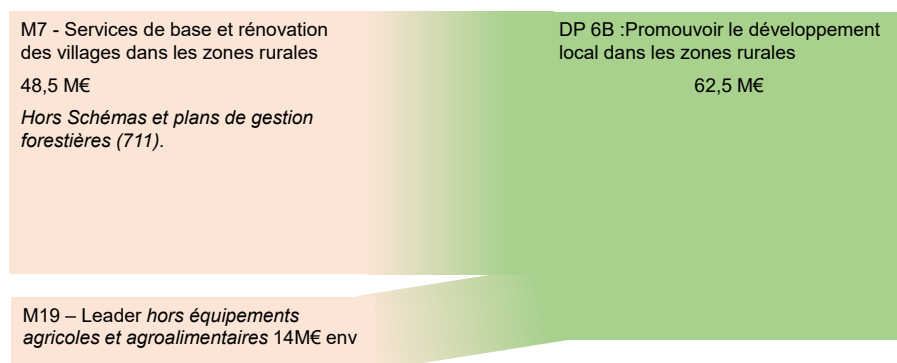 M7 - Services de base et rénovation
des villages dans les zones rurales
48,5 M€
Hors Schémas et plans de gestion
forestières (711).
DP 6B :Promouvoir le développement
local dans les zones rurales
62,5 M€
M19 – Leader hors équipements
agricoles et agroalimentaires 14M€ env